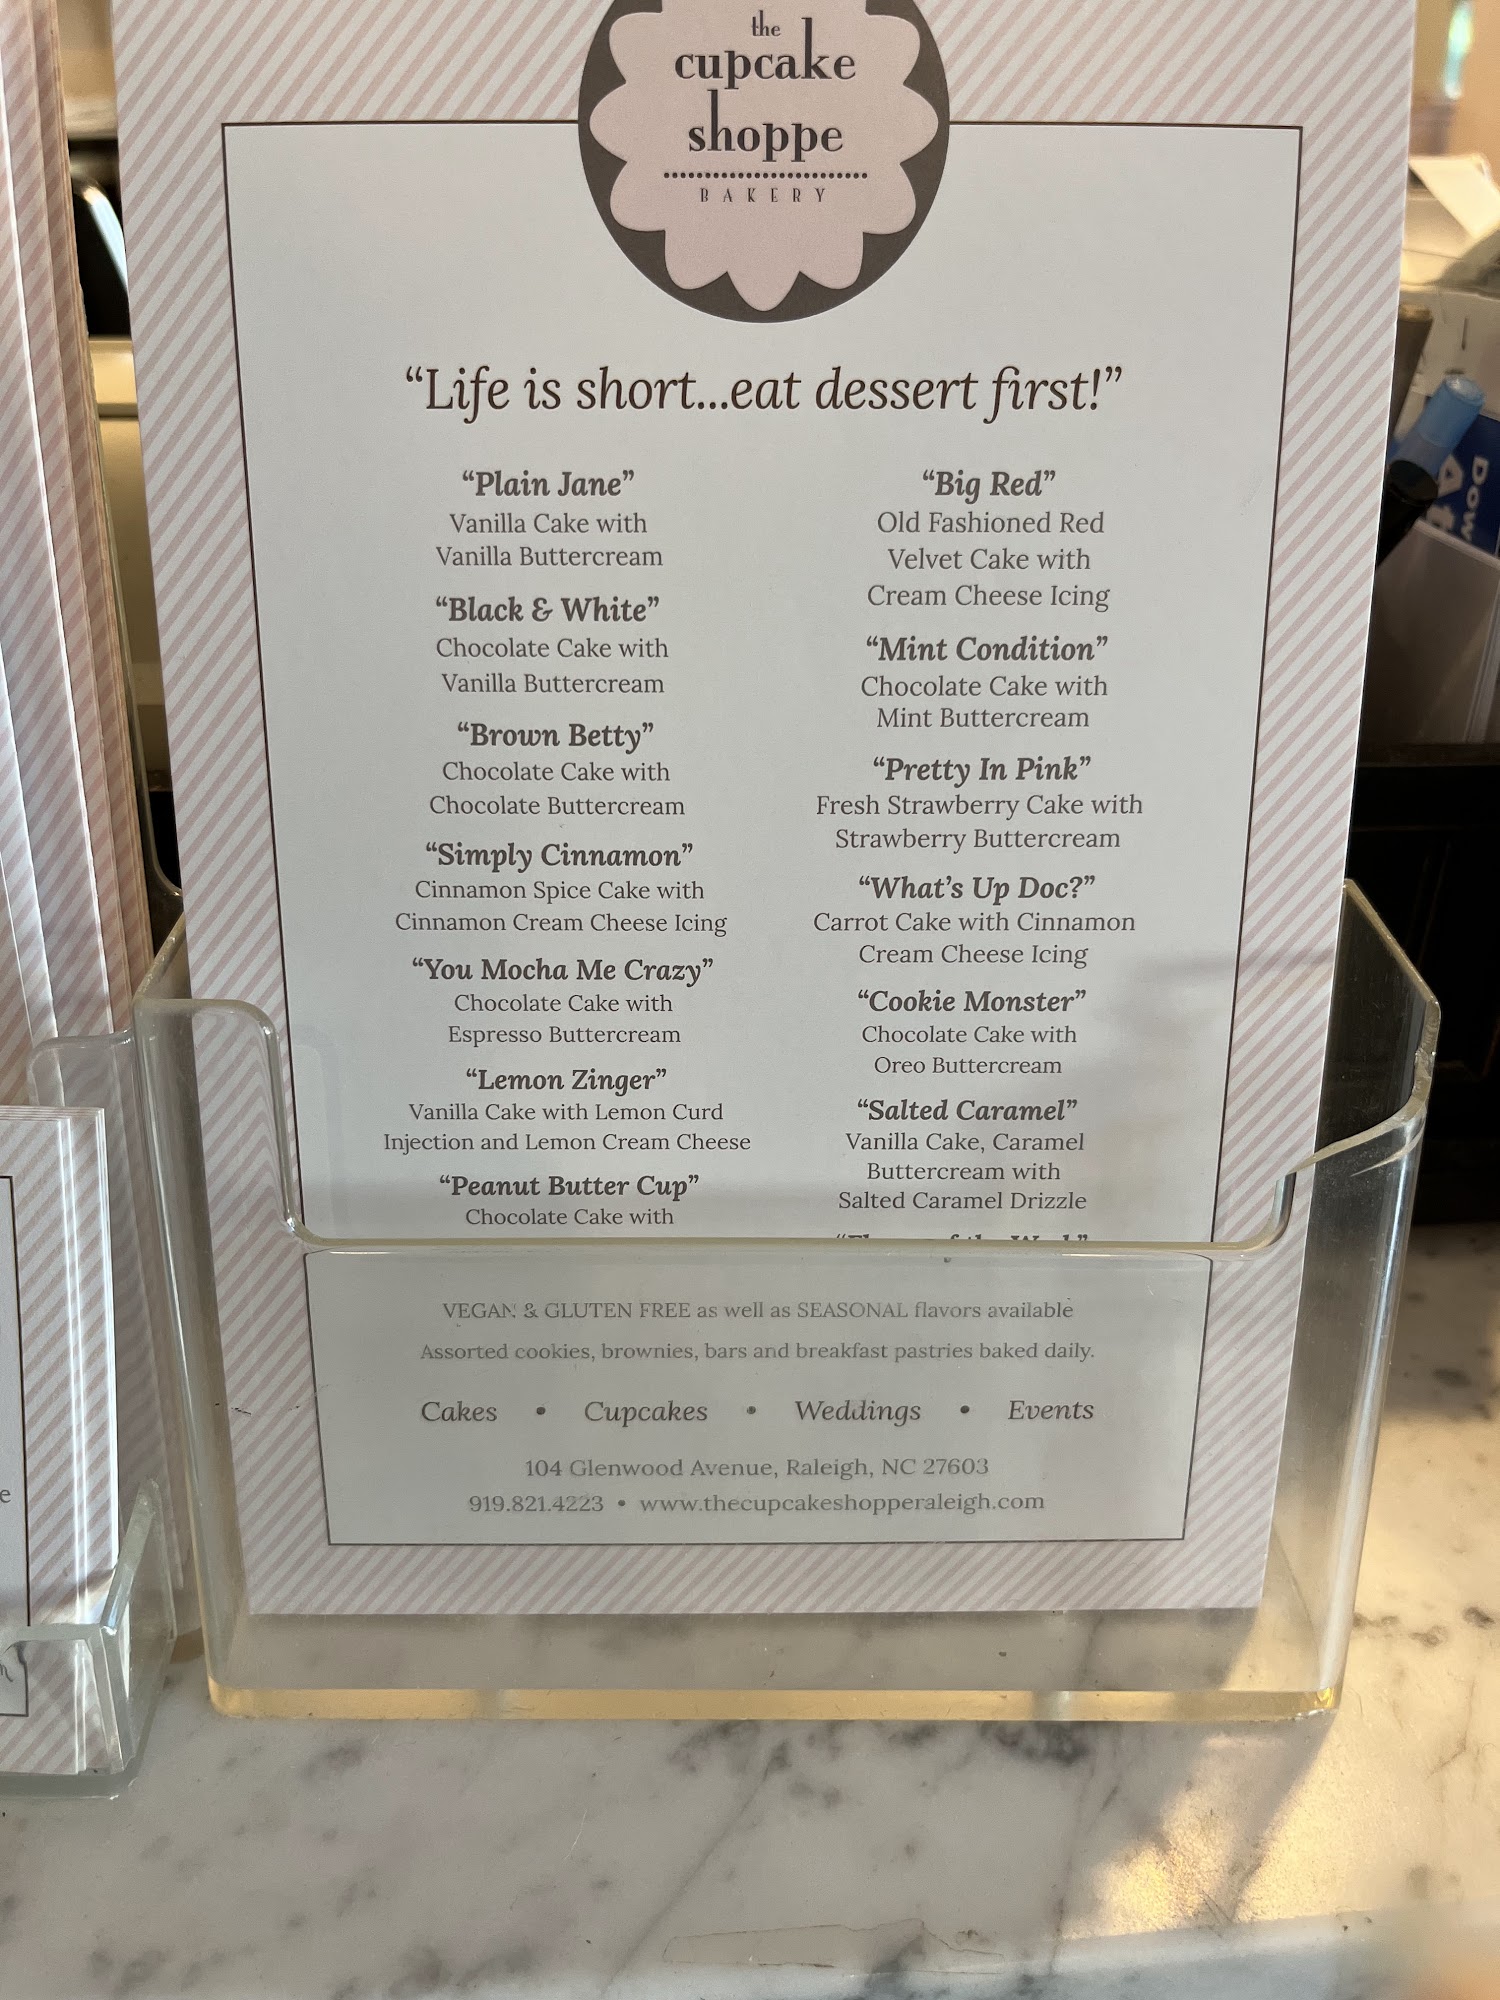 the
cupcake
shoppe
BAKERY
“Life is short...eat dessert first!”
“Plain Jane”
Vanilla Cake with
Vanilla Buttercream
“Black & White”
Chocolate Cake with
Vanilla Buttercream
“Brown Betty”
Chocolate Cake with
Chocolate Buttercream
“Simply Cinnamon”
Cinnamon Spice Cake with
Cinnamon Cream Cheese Icing
“You Mocha Me Crazy”
Chocolate Cake with
Espresso Buttercream
“Lemon Zinger”
Vanilla Cake with Lemon Curd
Injection and Lemon Cream Cheese
“Peanut Butter Cup”
Chocolate Cake with
“Big Red”
Old Fashioned Red
Velvet Cake with
Cream Cheese Icing
“Mint Condition”
Chocolate Cake with
Mint Buttercream
“Pretty In Pink”
Fresh Strawberry Cake with
Strawberry Buttercream
“What’s Up Doc?”
Carrot Cake with Cinnamon
Cream Cheese Icing
“Cookie Monster”
Chocolate Cake with
Oreo Buttercream
“Salted Caramel”
Vanilla Cake, Caramel
Buttercream with
Salted Caramel Drizzle
VEGAN & GLUTEN FREE as well as SEASONAL flavors available
Assorted cookies, brownies, bars and breakfast pastries baked daily.
Cakes • Cupcakes • Weddings • Events
104 Glenwood Avenue, Raleigh, NC 27603
919.821.4223 • www.thecupcakeshopperaleigh.com